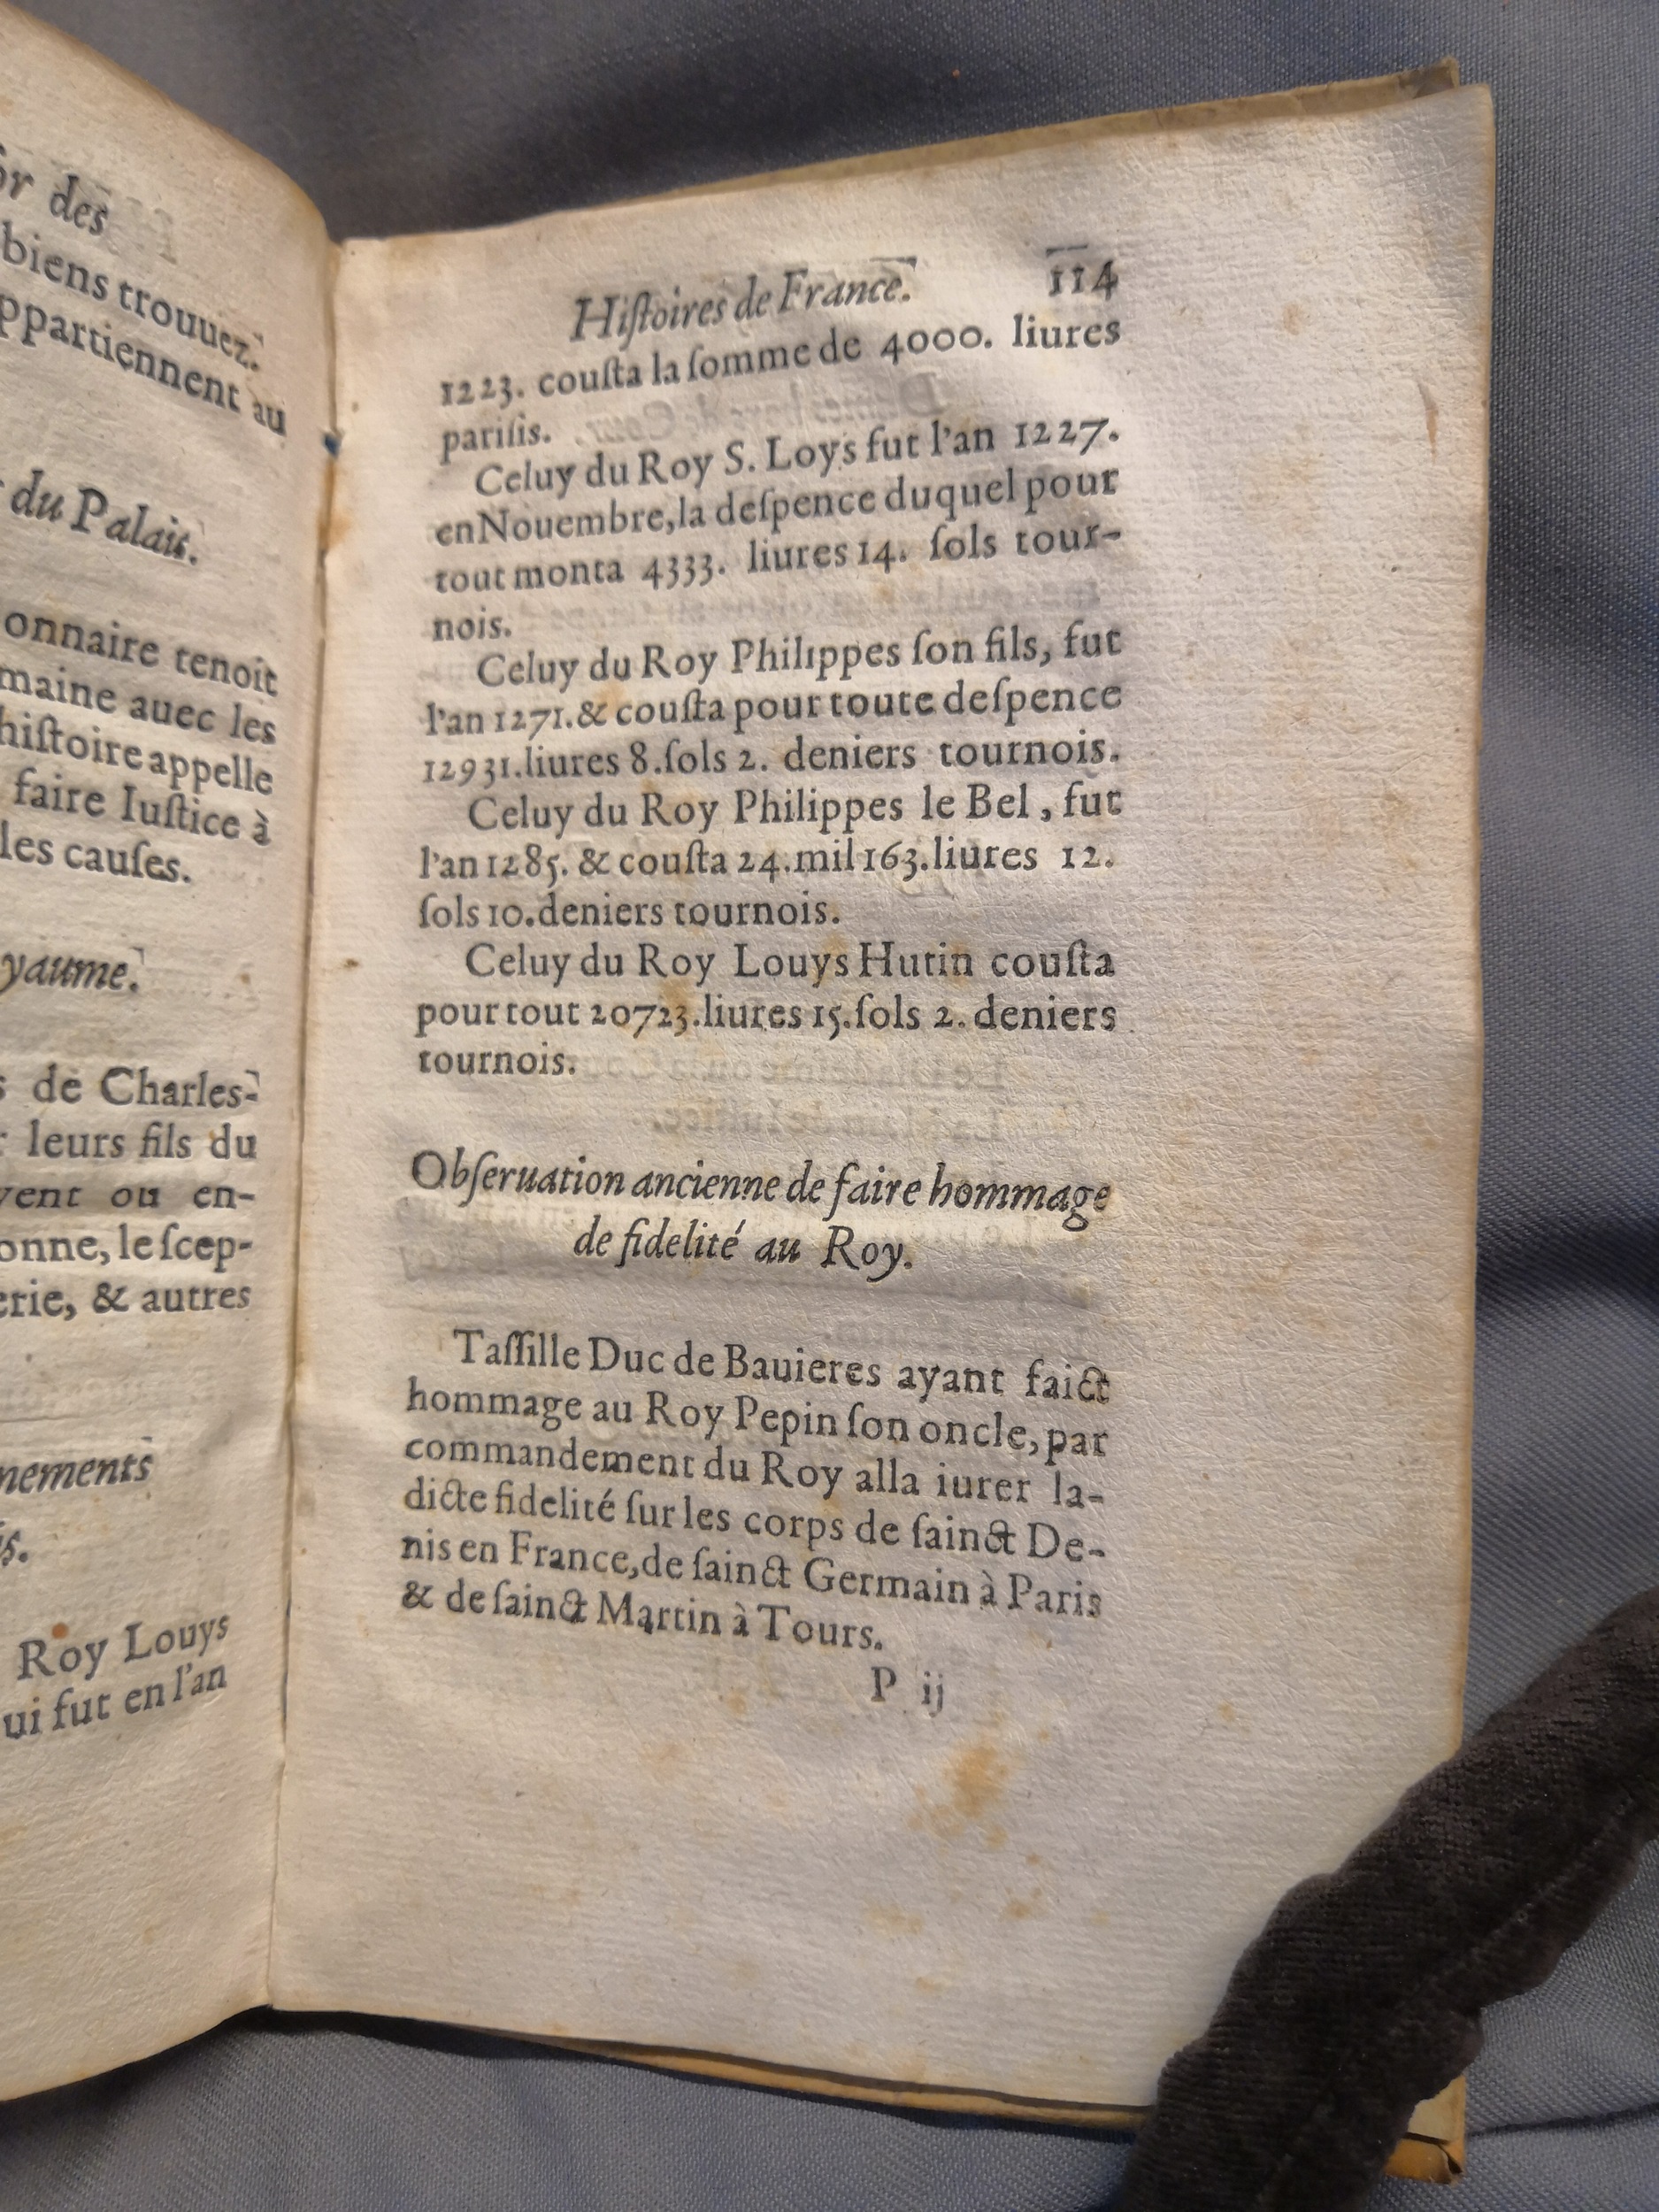 des
biens trouuez.
appartiennent au
du Palais.
onnaire tenoit
maine auec les
histoire appelle
faire Iustice à
les causes.
yaume.
de Charles-
leurs fils du
vent ou en-
onne, le scep-
erie, & autres
nements
Roy Louys
ui fut en l'an
Hiſtoires de France. 114
1223. couſta la ſomme de 4000. liures
pariſis.
Celuy du Roy S. Loys fut l'an 1227.
en Nouembre, la deſpence duquel pour
tout monta 4333. liures 14. ſols tour-
nois.
Celuy du Roy Philippes ſon fils, fut
l'an 1271. & couſta pour toute deſpence
12931. liures 8. ſols 2. deniers tournois.
Celuy du Roy Philippes le Bel, fut
l'an 1285. & couſta 24. mil 163. liures 12.
ſols 10. deniers tournois.
Celuy du Roy Louys Hutin couſta
pour tout 20723. liures 15. ſols 2. deniers
tournois.
Obſeruation ancienne de faire hommage
de fidelité au Roy.
Taſſille Duc de Bauieres ayant faict
hommage au Roy Pepin ſon oncle, par
commandement du Roy alla iurer la-
dicte fidelité ſur les corps de ſainct De-
nis en France, de ſainct Germain à Paris
& de ſainct Martin à Tours.
P ij